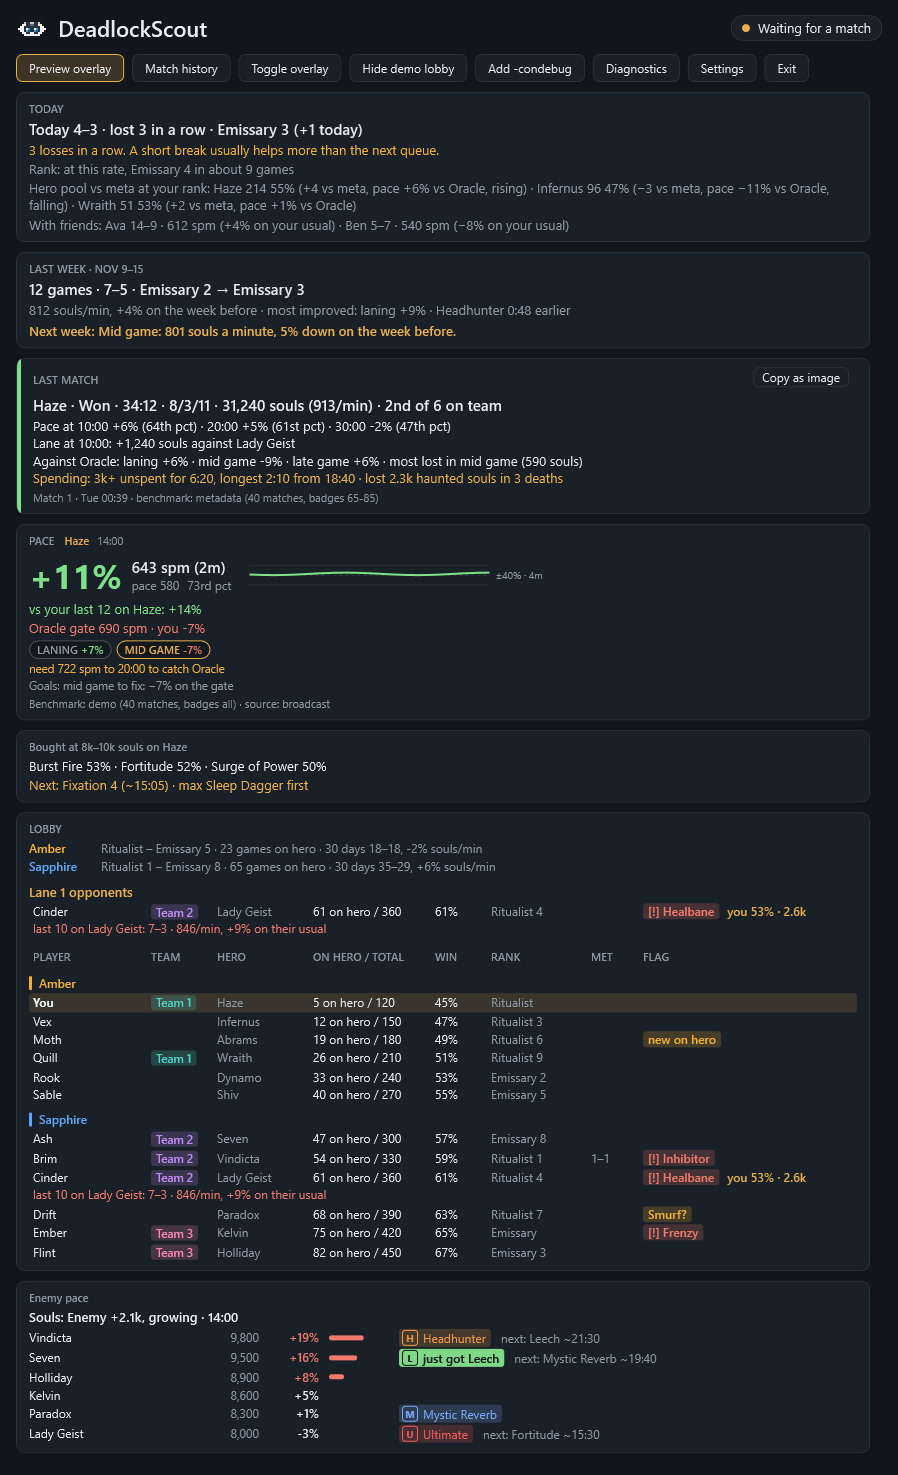 DeadlockScout
Waiting for a match
Preview overlay Match history Toggle overlay Hide demo lobby Add -condebug Diagnostics Settings Exit
TODAY
Today 4–3 · lost 3 in a row · Emissary 3 (+1 today)
3 losses in a row. A short break usually helps more than the next queue.
Rank: at this rate, Emissary 4 in about 9 games
Hero pool vs meta at your rank: Haze 214 55% (+4 vs meta, pace +6% vs Oracle, rising) · Infernus 96 47% (−3 vs meta, pace −11% vs Oracle,
falling) · Wraith 51 53% (+2 vs meta, pace +1% vs Oracle)
With friends: Ava 14–9 · 612 spm (+4% on your usual) · Ben 5–7 · 540 spm (−8% on your usual)
LAST WEEK · NOV 9–15
12 games · 7–5 · Emissary 2 → Emissary 3
812 souls/min, +4% on the week before · most improved: laning +9% · Headhunter 0:48 earlier
Next week: Mid game: 801 souls a minute, 5% down on the week before.
LAST MATCH
Copy as image
Haze · Won · 34:12 · 8/3/11 · 31,240 souls (913/min) · 2nd of 6 on team
Pace at 10:00 +6% (64th pct) · 20:00 +5% (61st pct) · 30:00 -2% (47th pct)
Lane at 10:00: +1,240 souls against Lady Geist
Against Oracle: laning +6% · mid game -9% · late game +6% · most lost in mid game (590 souls)
Spending: 3k+ unspent for 6:20, longest 2:10 from 18:40 · lost 2.3k haunted souls in 3 deaths
Match 1 · Tue 00:39 · benchmark: metadata (40 matches, badges 65-85)
PACE Haze 14:00
+11% 643 spm (2m)
pace 580 73rd pct
±40% · 4m
vs your last 12 on Haze: +14%
Oracle gate 690 spm · you -7%
LANING +7% MID GAME -7%
need 722 spm to 20:00 to catch Oracle
Goals: mid game to fix: −7% on the gate
Benchmark: demo (40 matches, badges all) · source: broadcast
Bought at 8k–10k souls on Haze
Burst Fire 53% · Fortitude 52% · Surge of Power 50%
Next: Fixation 4 (~15:05) · max Sleep Dagger first
LOBBY
Amber Ritualist – Emissary 5 · 23 games on hero · 30 days 18–18, -2% souls/min
Sapphire Ritualist 1 – Emissary 8 · 65 games on hero · 30 days 35–29, +6% souls/min
Lane 1 opponents
Cinder Team 2 Lady Geist 61 on hero / 360 61% Ritualist 4 [!] Healbane you 53% · 2.6k
last 10 on Lady Geist: 7–3 · 846/min, +9% on their usual
PLAYER TEAM HERO ON HERO / TOTAL WIN RANK MET FLAG
Amber
You Team 1 Haze 5 on hero / 120 45% Ritualist
Vex Infernus 12 on hero / 150 47% Ritualist 3
Moth Abrams 19 on hero / 180 49% Ritualist 6 new on hero
Quill Team 1 Wraith 26 on hero / 210 51% Ritualist 9
Rook Dynamo 33 on hero / 240 53% Emissary 2
Sable Shiv 40 on hero / 270 55% Emissary 5
Sapphire
Ash Team 2 Seven 47 on hero / 300 57% Emissary 8
Brim Team 2 Vindicta 54 on hero / 330 59% Ritualist 1 1–1 [!] Inhibitor
Cinder Team 2 Lady Geist 61 on hero / 360 61% Ritualist 4 [!] Healbane you 53% · 2.6k
last 10 on Lady Geist: 7–3 · 846/min, +9% on their usual
Drift Paradox 68 on hero / 390 63% Ritualist 7 Smurf?
Ember Team 3 Kelvin 75 on hero / 420 65% Emissary [!] Frenzy
Flint Team 3 Holliday 82 on hero / 450 67% Emissary 3
Enemy pace
Souls: Enemy +2.1k, growing · 14:00
Vindicta 9,800 +19% H Headhunter next: Leech ~21:30
Seven 9,500 +16% L just got Leech next: Mystic Reverb ~19:40
Holliday 8,900 +8%
Kelvin 8,600 +5%
Paradox 8,300 +1% M Mystic Reverb
Lady Geist 8,000 -3% U Ultimate next: Fortitude ~15:30